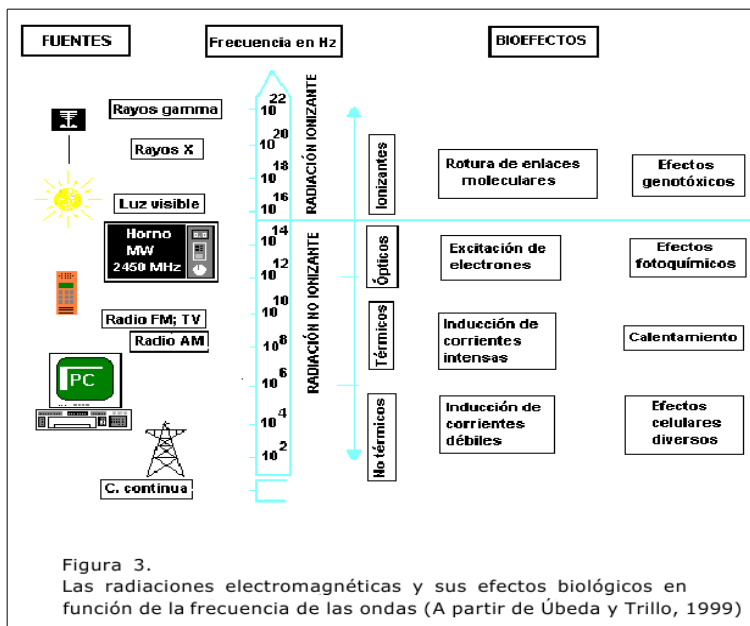 FUENTES
Frecuencia en Hz
BIOEFECTOS
Rayos gamma
Rayos X
Luz visible
Horno
MW
2450 MHz
Radio FM; TV
Radio AM
PC
C. continua
10^22
10^20
10^18
10^16
10^14
10^12
10^10
10^8
10^6
10^4
10^2
RADIACIÓN IONIZANTE
RADIACIÓN NO IONIZANTE
Ionizantes
Ópticos
Térmicos
No térmicos
Rotura de enlaces
moleculares
Efectos
genotóxicos
Excitación de
electrones
Efectos
fotoquímicos
Inducción de
corrientes
intensas
Calentamiento
Inducción de
corrientes
débiles
Efectos
celulares
diversos
Figura 3.
Las radiaciones electromagnéticas y sus efectos biológicos en
función de la frecuencia de las ondas (A partir de Úbeda y Trillo, 1999)